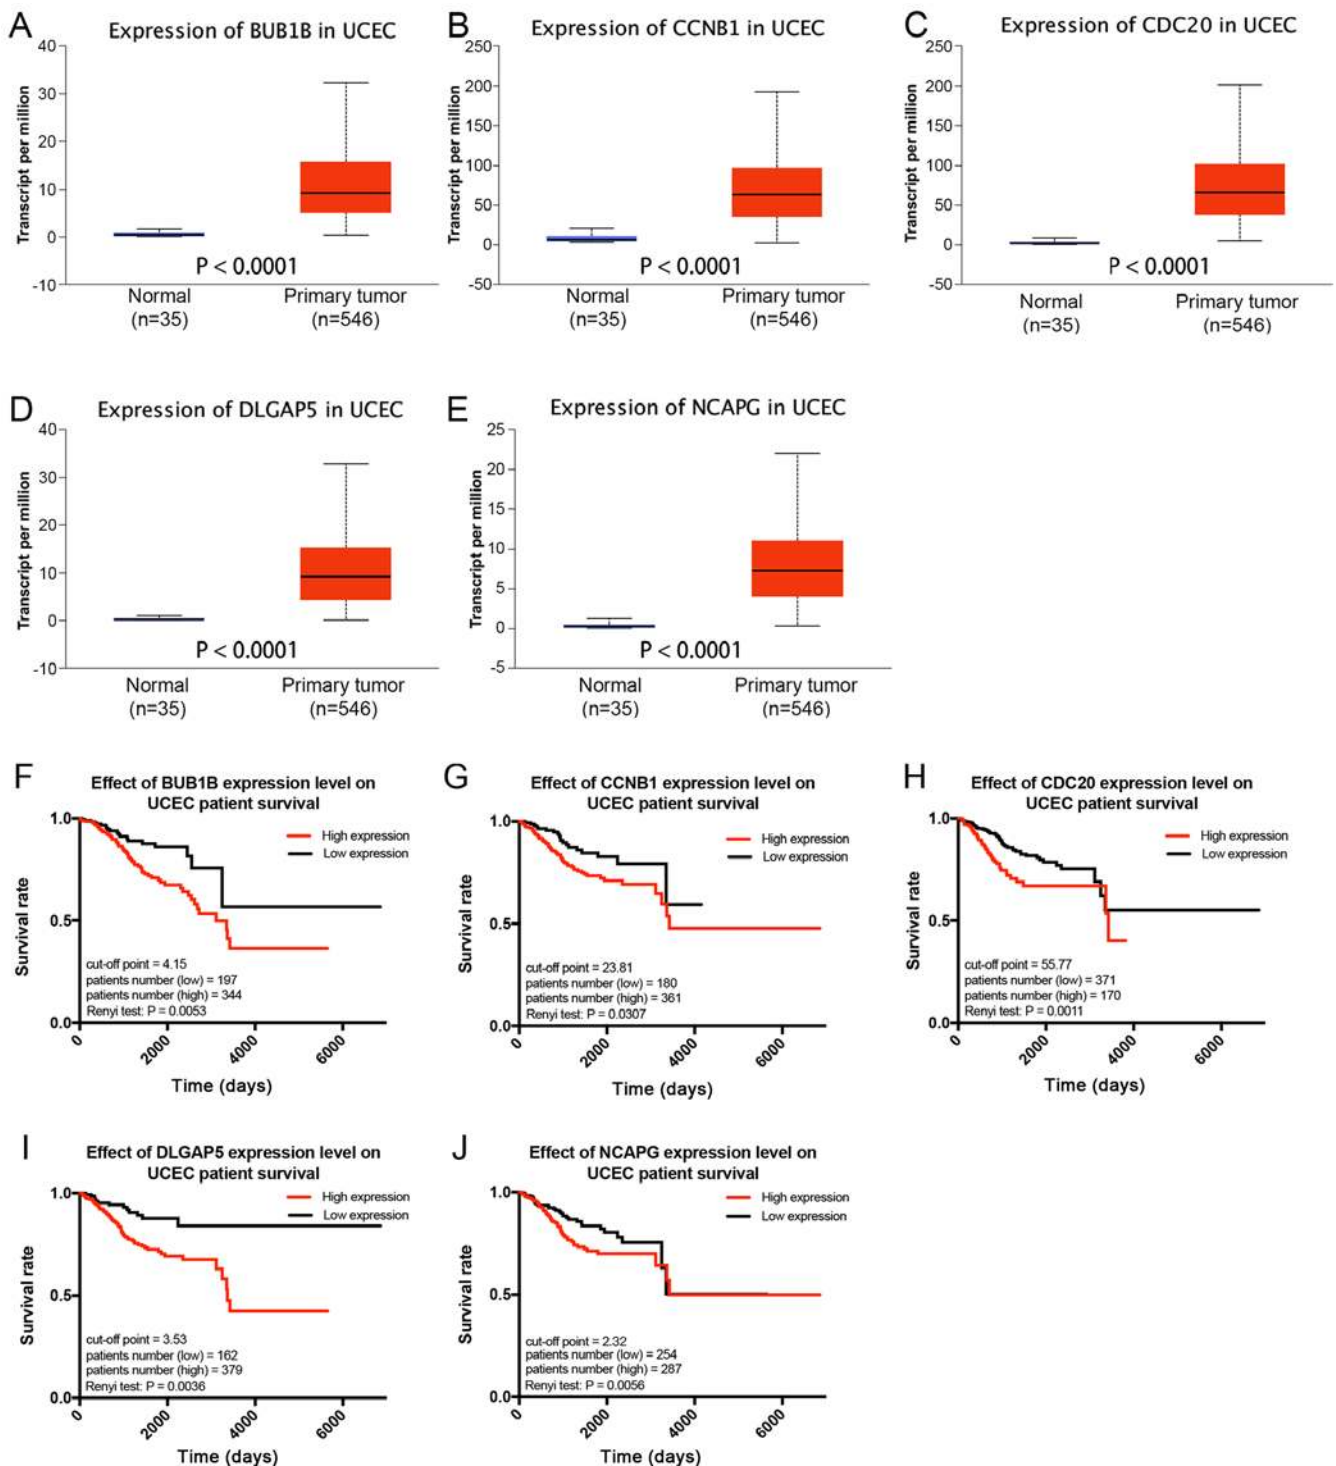 A
Expression of BUB1B in UCEC
Transcript per million
40
30
20
10
0
-10
P < 0.0001
Normal
(n=35)
Primary tumor
(n=546)
B
Expression of CCNB1 in UCEC
Transcript per million
250
200
150
100
50
0
-50
P < 0.0001
Normal
(n=35)
Primary tumor
(n=546)
C
Expression of CDC20 in UCEC
Transcript per million
250
200
150
100
50
0
-50
P < 0.0001
Normal
(n=35)
Primary tumor
(n=546)
D
Expression of DLGAP5 in UCEC
Transcript per million
40
30
20
10
0
-10
P < 0.0001
Normal
(n=35)
Primary tumor
(n=546)
E
Expression of NCAPG in UCEC
Transcript per million
25
20
15
10
5
0
-5
P < 0.0001
Normal
(n=35)
Primary tumor
(n=546)
F
Effect of BUB1B expression level on
UCEC patient survival
High expression
Low expression
Survival rate
1.0
0.5
0.0
cut-off point = 4.15
patients number (low) = 197
patients number (high) = 344
Renyi test: P = 0.0053
0
2000
4000
6000
Time (days)
G
Effect of CCNB1 expression level on
UCEC patient survival
High expression
Low expression
Survival rate
1.0
0.5
0.0
cut-off point = 23.81
patients number (low) = 180
patients number (high) = 361
Renyi test: P = 0.0307
0
2000
4000
6000
Time (days)
H
Effect of CDC20 expression level on
UCEC patient survival
High expression
Low expression
Survival rate
1.0
0.5
0.0
cut-off point = 55.77
patients number (low) = 371
patients number (high) = 170
Renyi test: P = 0.0011
0
2000
4000
6000
Time (days)
I
Effect of DLGAP5 expression level on
UCEC patient survival
High expression
Low expression
Survival rate
1.0
0.5
0.0
cut-off point = 3.53
patients number (low) = 162
patients number (high) = 379
Renyi test: P = 0.0036
0
2000
4000
6000
Time (days)
J
Effect of NCAPG expression level on
UCEC patient survival
High expression
Low expression
Survival rate
1.0
0.5
0.0
cut-off point = 2.32
patients number (low) = 254
patients number (high) = 287
Renyi test: P = 0.0056
0
2000
4000
6000
Time (days)